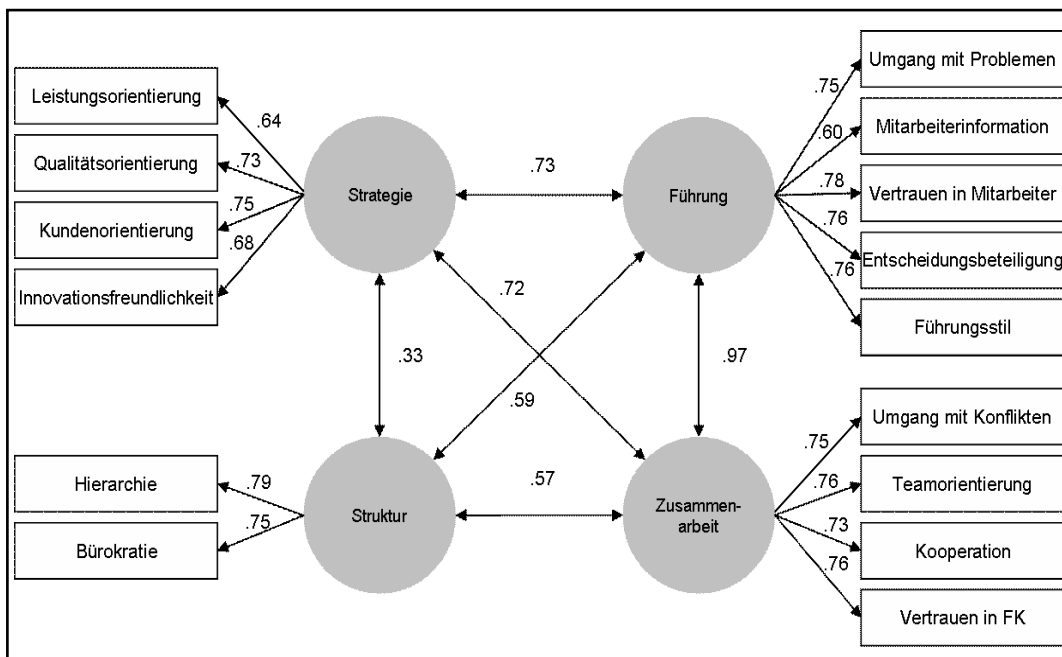 Leistungsorientierung
Qualitätsorientierung
Kundenorientierung
Innovationsfreundlichkeit
.64
.73
.75
.68
Strategie
.73
Führung
.75
.60
.78
.76
.76
Umgang mit Problemen
Mitarbeiterinformation
Vertrauen in Mitarbeiter
Entscheidungsbeteiligung
Führungsstil
.72
.33
.59
.97
Hierarchie
Bürokratie
.79
.75
Struktur
.57
Zusammen-
arbeit
.75
.76
.73
.76
Umgang mit Konflikten
Teamorientierung
Kooperation
Vertrauen in FK